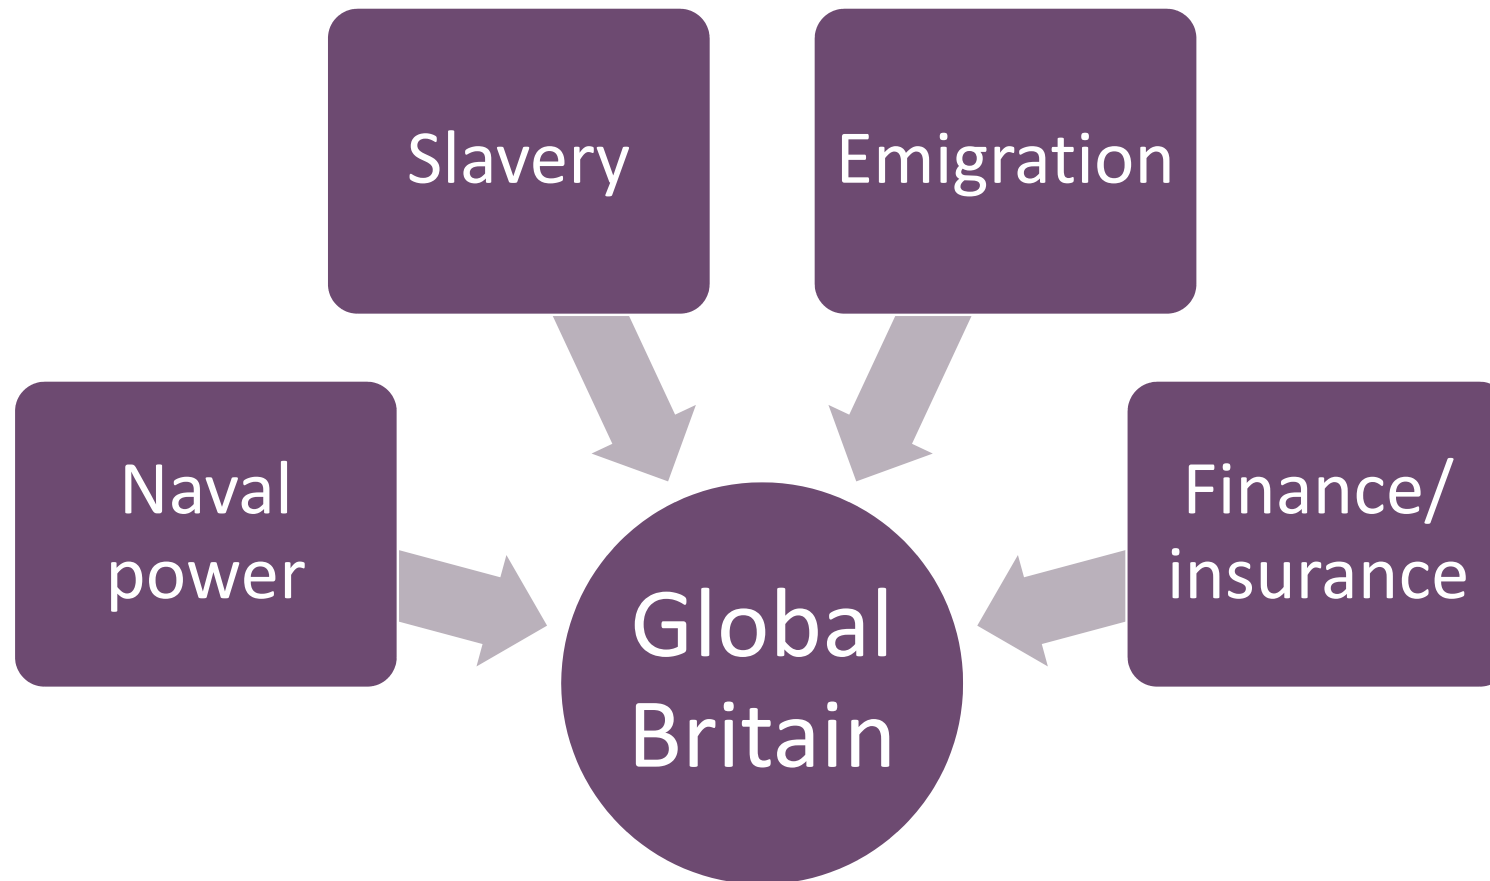 Slavery
Emigration
Naval
power
Finance/
insurance
Global
Britain